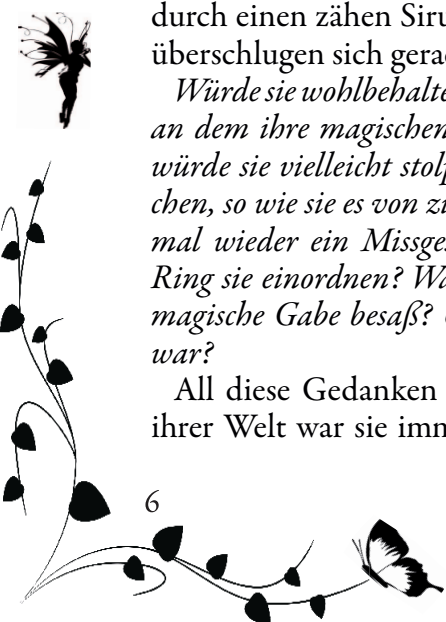 durch einen zähen Siru
überschlugen sich gerad
Würde sie wohlbehalte
an dem ihre magischen
würde sie vielleicht stolp
chen, so wie sie es von zu
mal wieder ein Missges
Ring sie einordnen? Wa
magische Gabe besaß?
war?
All diese Gedanken
ihrer Welt war sie imm
6